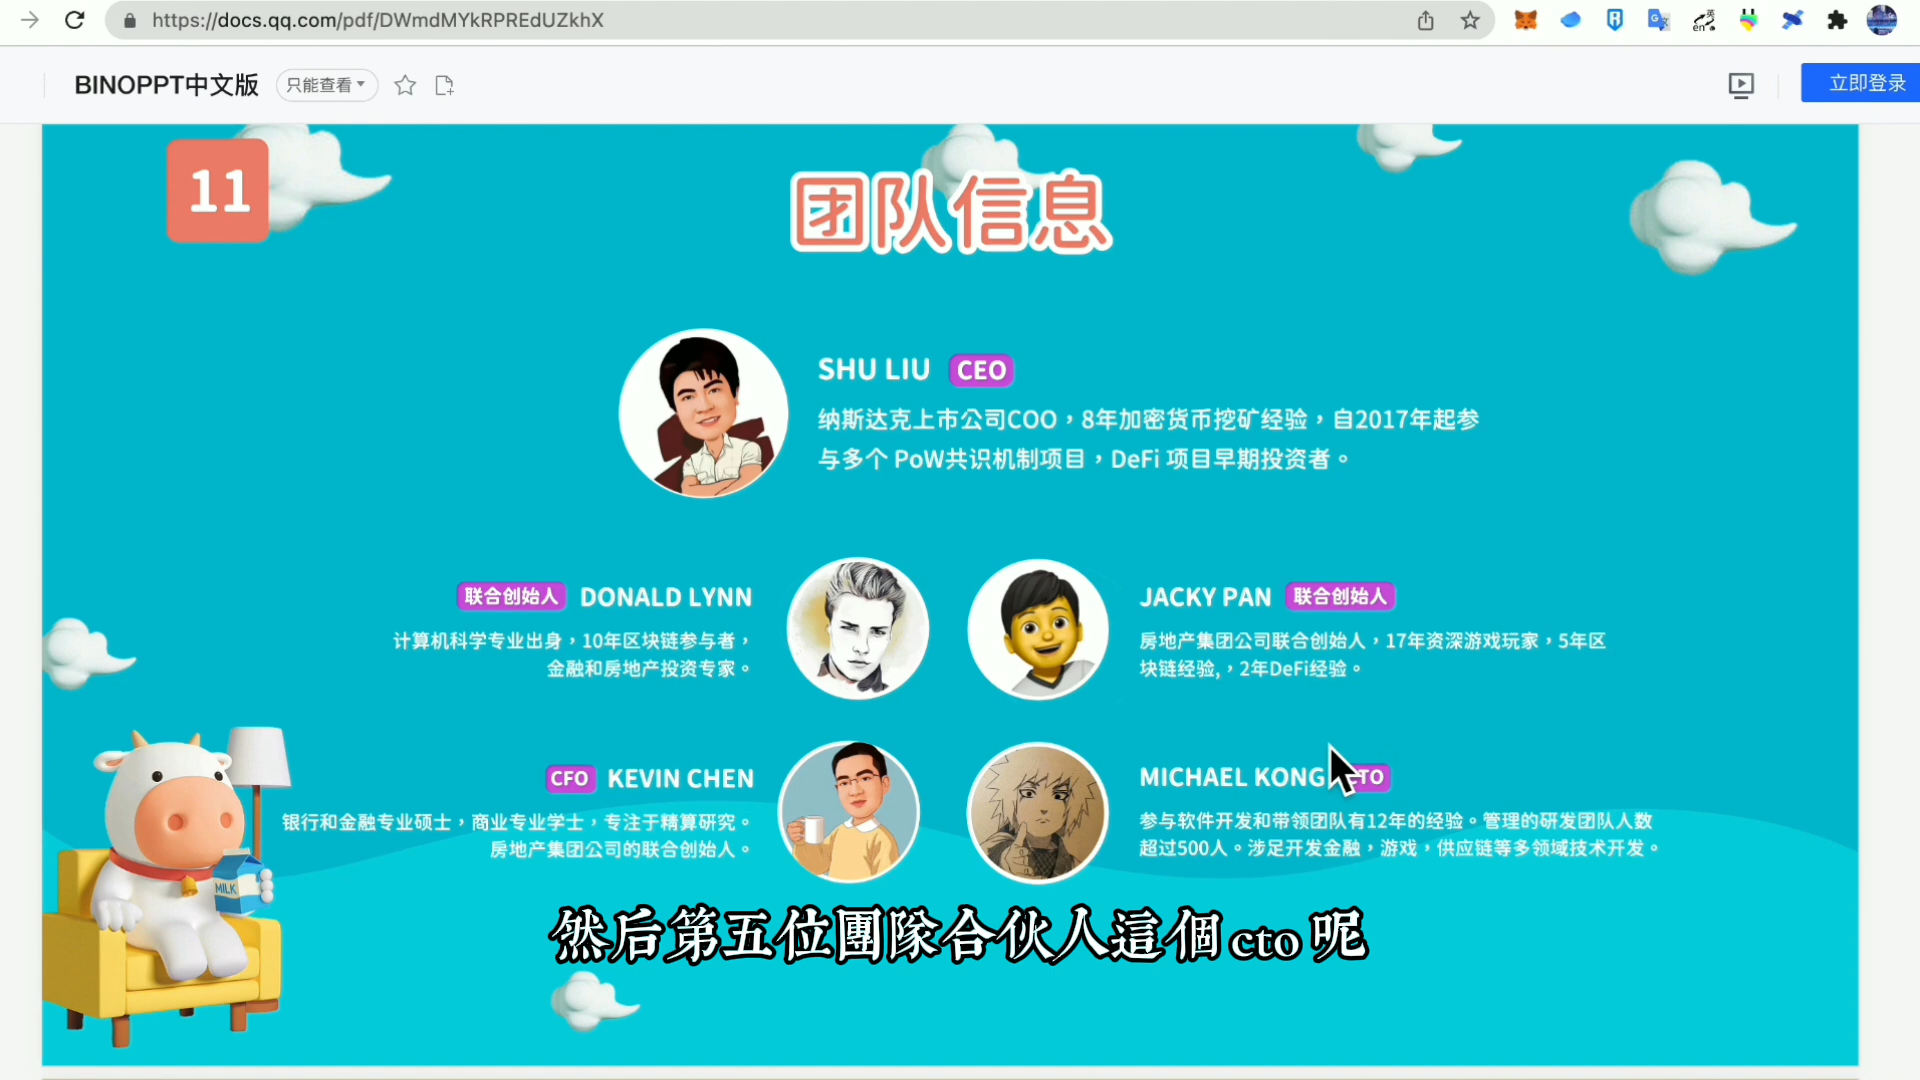 https://docs.qq.com/pdf/DWmdMYkRPREdUZkhX
BINOPPT中文版
只能查看
立即登录
11
团队信息
SHU LIU CEO
纳斯达克上市公司COO，8年加密货币挖矿经验，自2017年起参
与多个 PoW共识机制项目，DeFi 项目早期投资者。
联合创始人 DONALD LYNN
计算机科学专业出身，10年区块链参与者，
金融和房地产投资专家。
JACKY PAN 联合创始人
房地产集团公司联合创始人，17年资深游戏玩家，5年区
块链经验,，2年DeFi经验。
CFO KEVIN CHEN
银行和金融专业硕士，商业专业学士，专注于精算研究。
房地产集团公司的联合创始人。
MICHAEL KONG CTO
参与软件开发和带领团队有12年的经验。管理的研发团队人数
超过500人。涉足开发金融，游戏，供应链等多领域技术开发。
MILK
然后第五位團隊合伙人這個cto呢